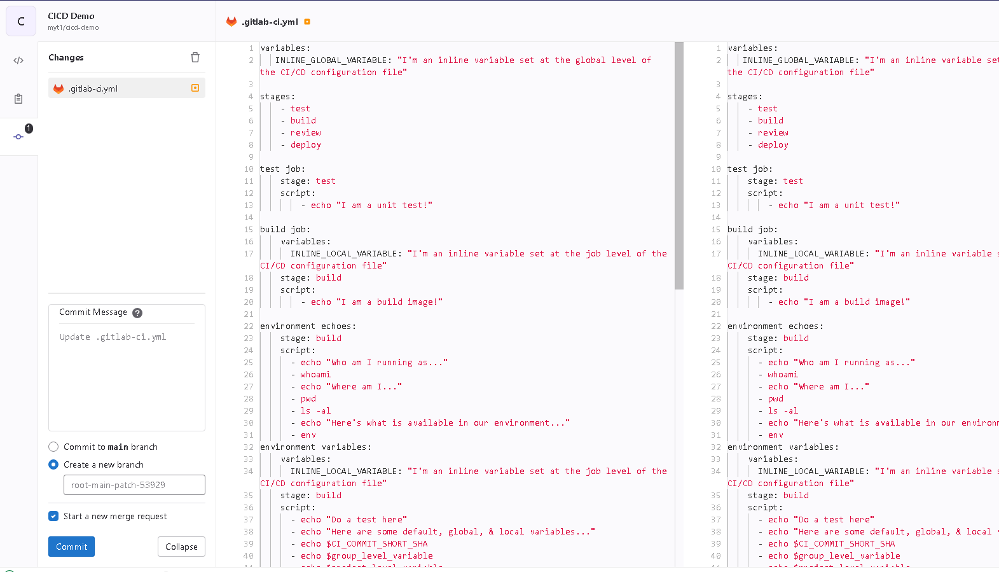 C
CICD Demo
myt1/cicd-demo
.gitlab-ci.yml
Changes
.gitlab-ci.yml
1
Commit Message ?
Update .gitlab-ci.yml
Commit to main branch
Create a new branch
root-main-patch-53929
Start a new merge request
Commit
Collapse
1 variables:
2 INLINE_GLOBAL_VARIABLE: "I'm an inline variable set at the global level of
the CI/CD configuration file"
3
4 stages:
5 - test
6 - build
7 - review
8 - deploy
9
10 test job:
11 stage: test
12 script:
13 - echo "I am a unit test!"
14
15 build job:
16 variables:
17 INLINE_LOCAL_VARIABLE: "I'm an inline variable set at the job level of the
CI/CD configuration file"
18 stage: build
19 script:
20 - echo "I am a build image!"
21
22 environment echoes:
23 stage: build
24 script:
25 - echo "Who am I running as..."
26 - whoami
27 - echo "Where am I..."
28 - pwd
29 - ls -al
30 - echo "Here's what is available in our environment..."
31 - env
32 environment variables:
33 variables:
34 INLINE_LOCAL_VARIABLE: "I'm an inline variable set at the job level of the
CI/CD configuration file"
35 stage: build
36 script:
37 - echo "Do a test here"
38 - echo "Here are some default, global, & local variables..."
39 - echo $CI_COMMIT_SHORT_SHA
40 - echo $group_level_variable
1 variables:
2 INLINE_GLOBAL_VARIABLE: "I'm an inline variable set
the CI/CD configuration file"
3
4 stages:
5 - test
6 - build
7 - review
8 - deploy
9
10 test job:
11 stage: test
12 script:
13 - echo "I am a unit test!"
14
15 build job:
16 variables:
17 INLINE_LOCAL_VARIABLE: "I'm an inline variable s
CI/CD configuration file"
18 stage: build
19 script:
20 - echo "I am a build image!"
21
22 environment echoes:
23 stage: build
24 script:
25 - echo "Who am I running as..."
26 - whoami
27 - echo "Where am I..."
28 - pwd
29 - ls -al
30 - echo "Here's what is available in our environm
31 - env
32 environment variables:
33 variables:
34 INLINE_LOCAL_VARIABLE: "I'm an inline variable s
CI/CD configuration file"
35 stage: build
36 script:
37 - echo "Do a test here"
38 - echo "Here are some default, global, & local
39 - echo $CI_COMMIT_SHORT_SHA
40 - echo $group_level_variable